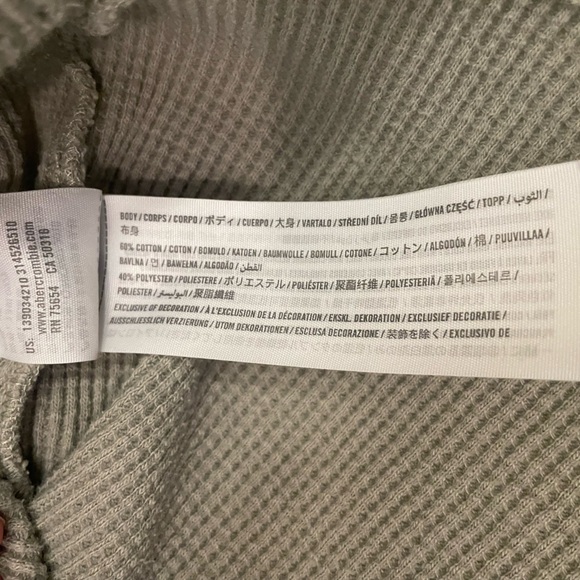 US: 139034210 314526510
www.abercrombie.com
RN 75654 CA 50318
BODY / CORPS / CORPO / ボディ / CUERPO / 大身 / VARTALO / STŘEDNÍ DÍL / 몸통 / GŁÓWNA CZĘŚĆ / TOPP / الثوب /
布身
60% COTTON / COTON / BOMULD / KATOEN / BAUMWOLLE / BOMULL / COTONE / コットン / ALGODÓN / 棉 / PUUVILLAA /
BAVLNA / 면 / BAWEŁNA / ALGODÃO / القطن
40% POLYESTER / POLIESTERE / ポリエステル / POLIÉSTER / 聚酯纤维 / POLYESTERIÄ / 폴리에스테르 /
POLIESTER / البوليستر / 聚酯纖維
EXCLUSIVE OF DECORATION / À L'EXCLUSION DE LA DÉCORATION / EKSKL. DEKORATION / EXCLUSIEF DECORATIE /
AUSSCHLIESSLICH VERZIERUNG / UTOM DEKORATIONEN / ESCLUSA DECORAZIONE / 装飾を除く / EXCLUSIVO DE